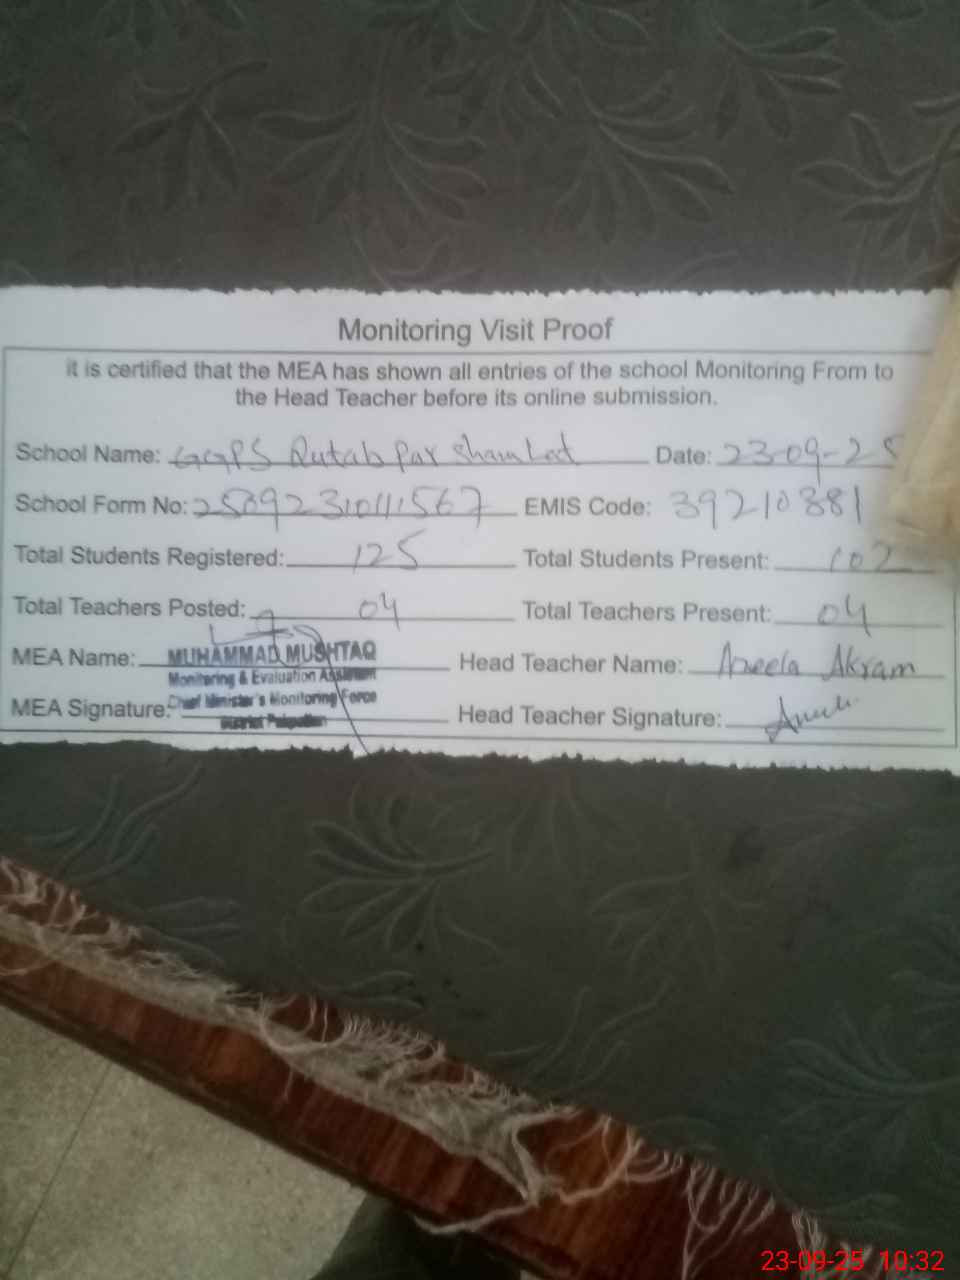 Monitoring Visit Proof
it is certified that the MEA has shown all entries of the school Monitoring From to
the Head Teacher before its online submission.
School Name: GGPS Qutab pur Shamlat Date: 23-09-25
School Form No: EMIS Code: 39210381
Total Students Registered: 125 Total Students Present: 102
Total Teachers Posted: 04 Total Teachers Present: 04
MEA Name: MUHAMMAD MUSHTAQ Head Teacher Name: Aneela Akram
Monitoring & Evaluation Assistant
Chief Minister's Monitoring Force
MEA Signature: District Pakpattan Head Teacher Signature:
23-09-25 10:32